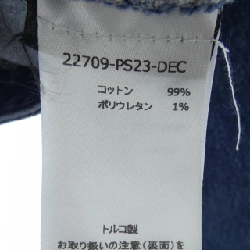 22709-PS23-DEC
コットン 99%
ポリウレタン 1%
トルコ製
お取り扱いの注意(裏面)を